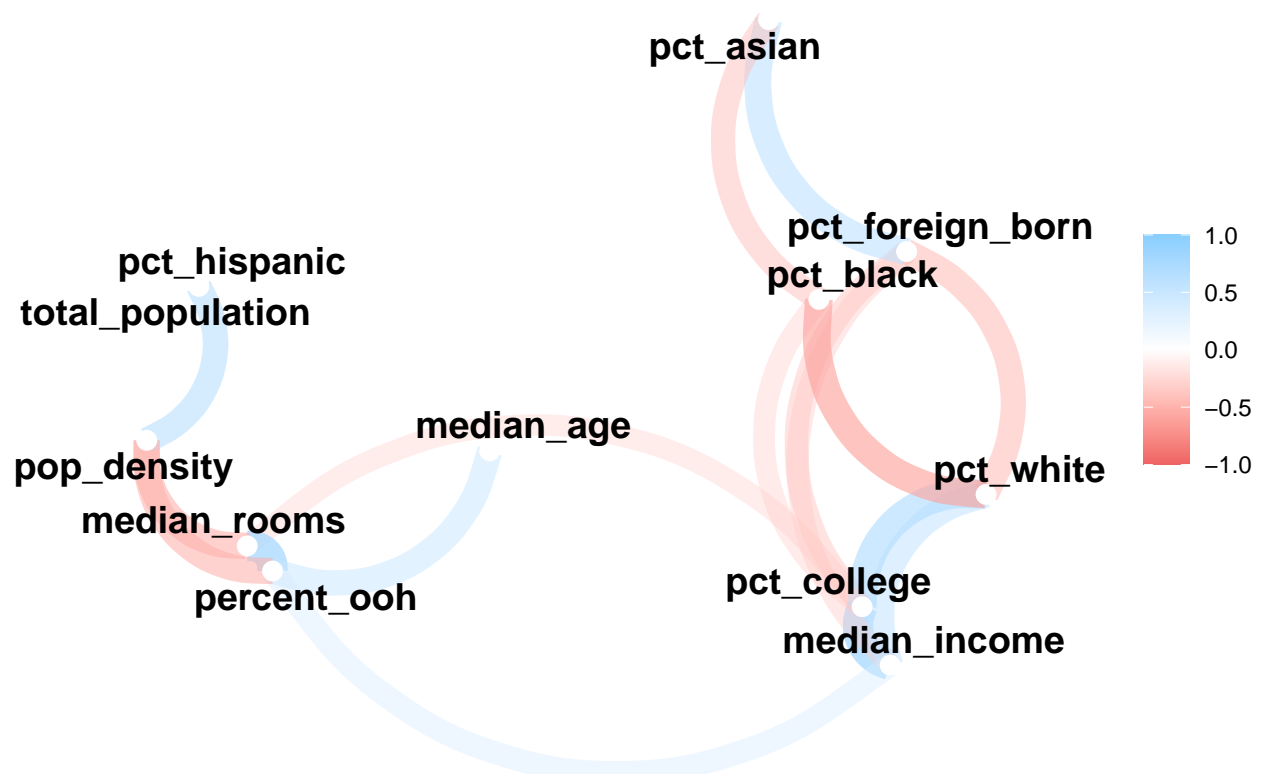 pct_asian
pct_foreign_born
1.0
pct_hispanic
pct_black
0.5
total_population
0.0
median_age
−0.5
pop_density
pct_white
−1.0
median_rooms
pct_college
percent_ooh
median_income